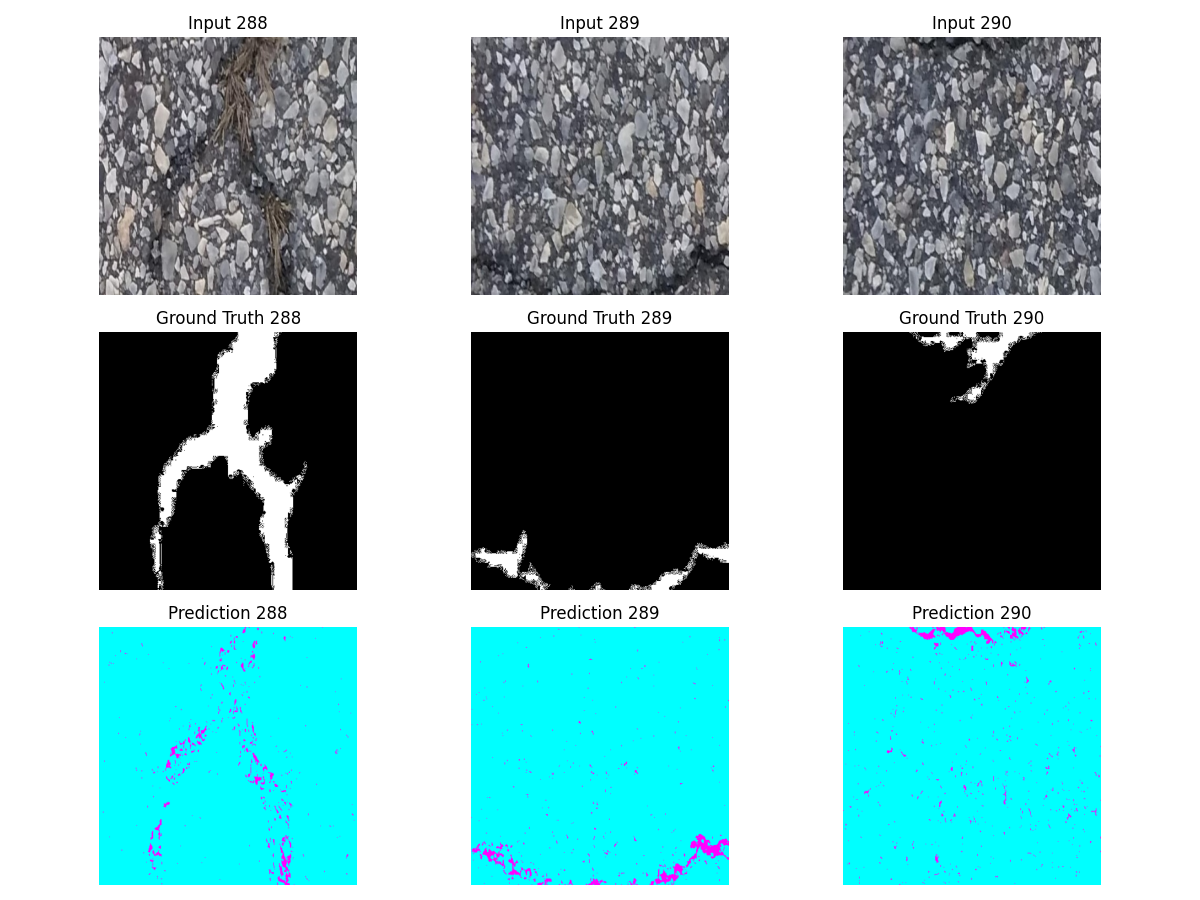 Input 288
Input 289
Input 290
Ground Truth 288
Ground Truth 289
Ground Truth 290
Prediction 288
Prediction 289
Prediction 290